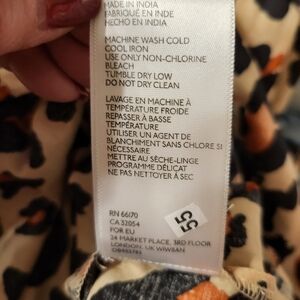 MADE IN INDIA
FABRIQUÉ EN INDE
HECHO EN INDIA
MACHINE WASH COLD
COOL IRON
USE ONLY NON-CHLORINE
BLEACH
TUMBLE DRY LOW
DO NOT DRY CLEAN
LAVAGE EN MACHINE À
TEMPÉRATURE FROIDE
REPASSER À BASSE
TEMPÉRATURE
UTILISER UN AGENT DE
BLANCHIMENT SANS CHLORE SI
NÉCESSAIRE
METTRE AU SÈCHE-LINGE
PROGRAMME DÉLICAT
NE PAS NETTOYER À SEC
RN 66170
CA 32054
FOR EU
24 MARKET PLACE, 3RD FLOOR
LONDON, UK W1W8AN
55